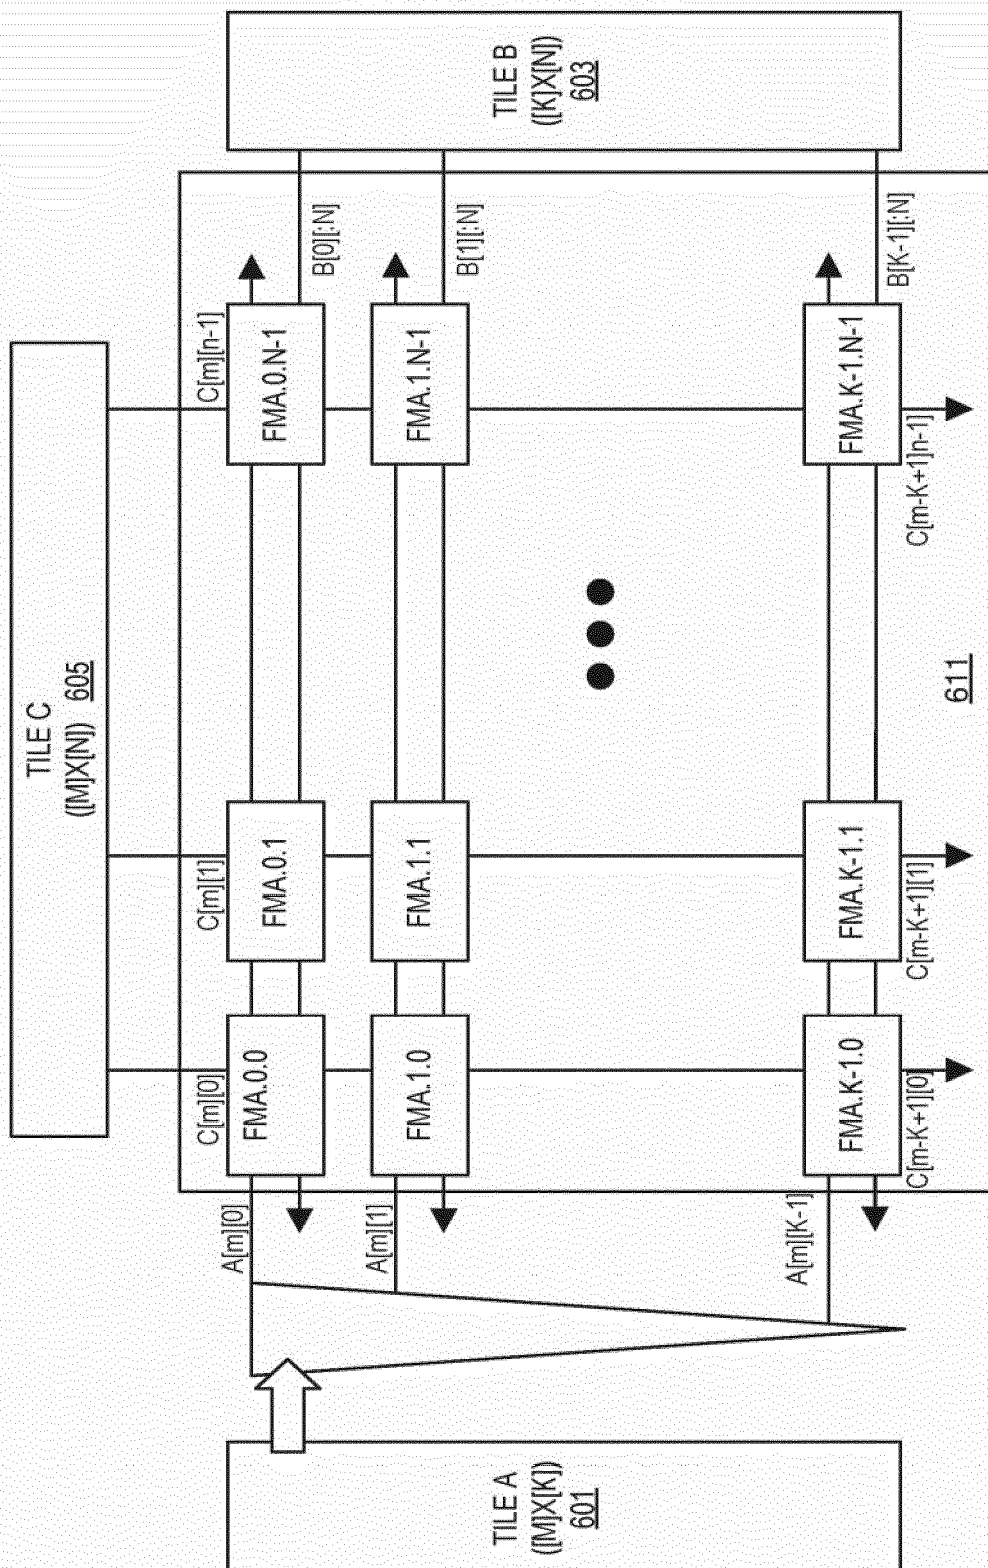 TILE C
([M]X[N]) 605
TILE A
([M]X[K])
601
TILE B
([K]X[N])
603
A[m][0]
C[m][0]
FMA.0.0
C[m][1]
FMA.0.1
C[m][n-1]
FMA.0.N-1
B[0][:N]
A[m][1]
FMA.1.0
FMA.1.1
FMA.1.N-1
B[1][:N]
A[m][K-1]
FMA.K-1.0
FMA.K-1.1
FMA.K-1.N-1
B[K-1][:N]
C[m-K+1][0]
C[m-K+1][1]
C[m-K+1]n-1]
611